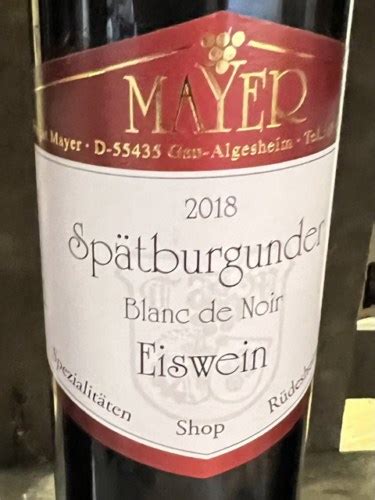 MAYER
Mayer · D-55435 Gau-Algesheim · Tel.
2018
Spätburgunder
Blanc de Noir
Eiswein
Spezialitäten Shop